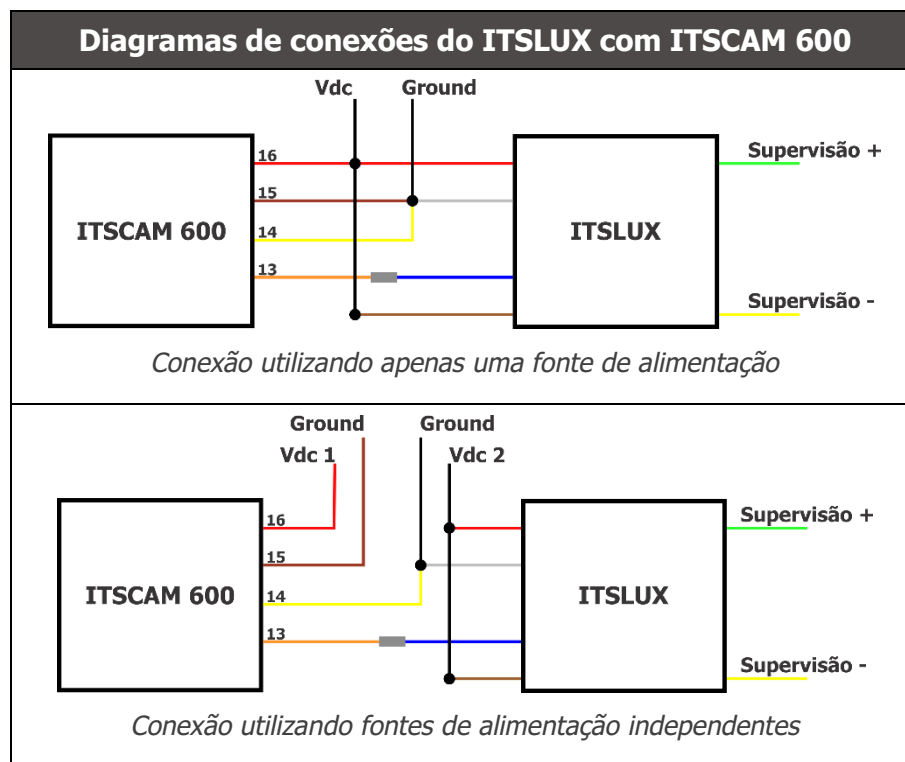 Diagramas de conexões do ITSLUX com ITSCAM 600
Vdc
Ground
16
15
14
13
ITSCAM 600
ITSLUX
Supervisão +
Supervisão -
Conexão utilizando apenas uma fonte de alimentação
Ground
Ground
Vdc 1
Vdc 2
16
15
14
13
ITSCAM 600
ITSLUX
Supervisão +
Supervisão -
Conexão utilizando fontes de alimentação independentes